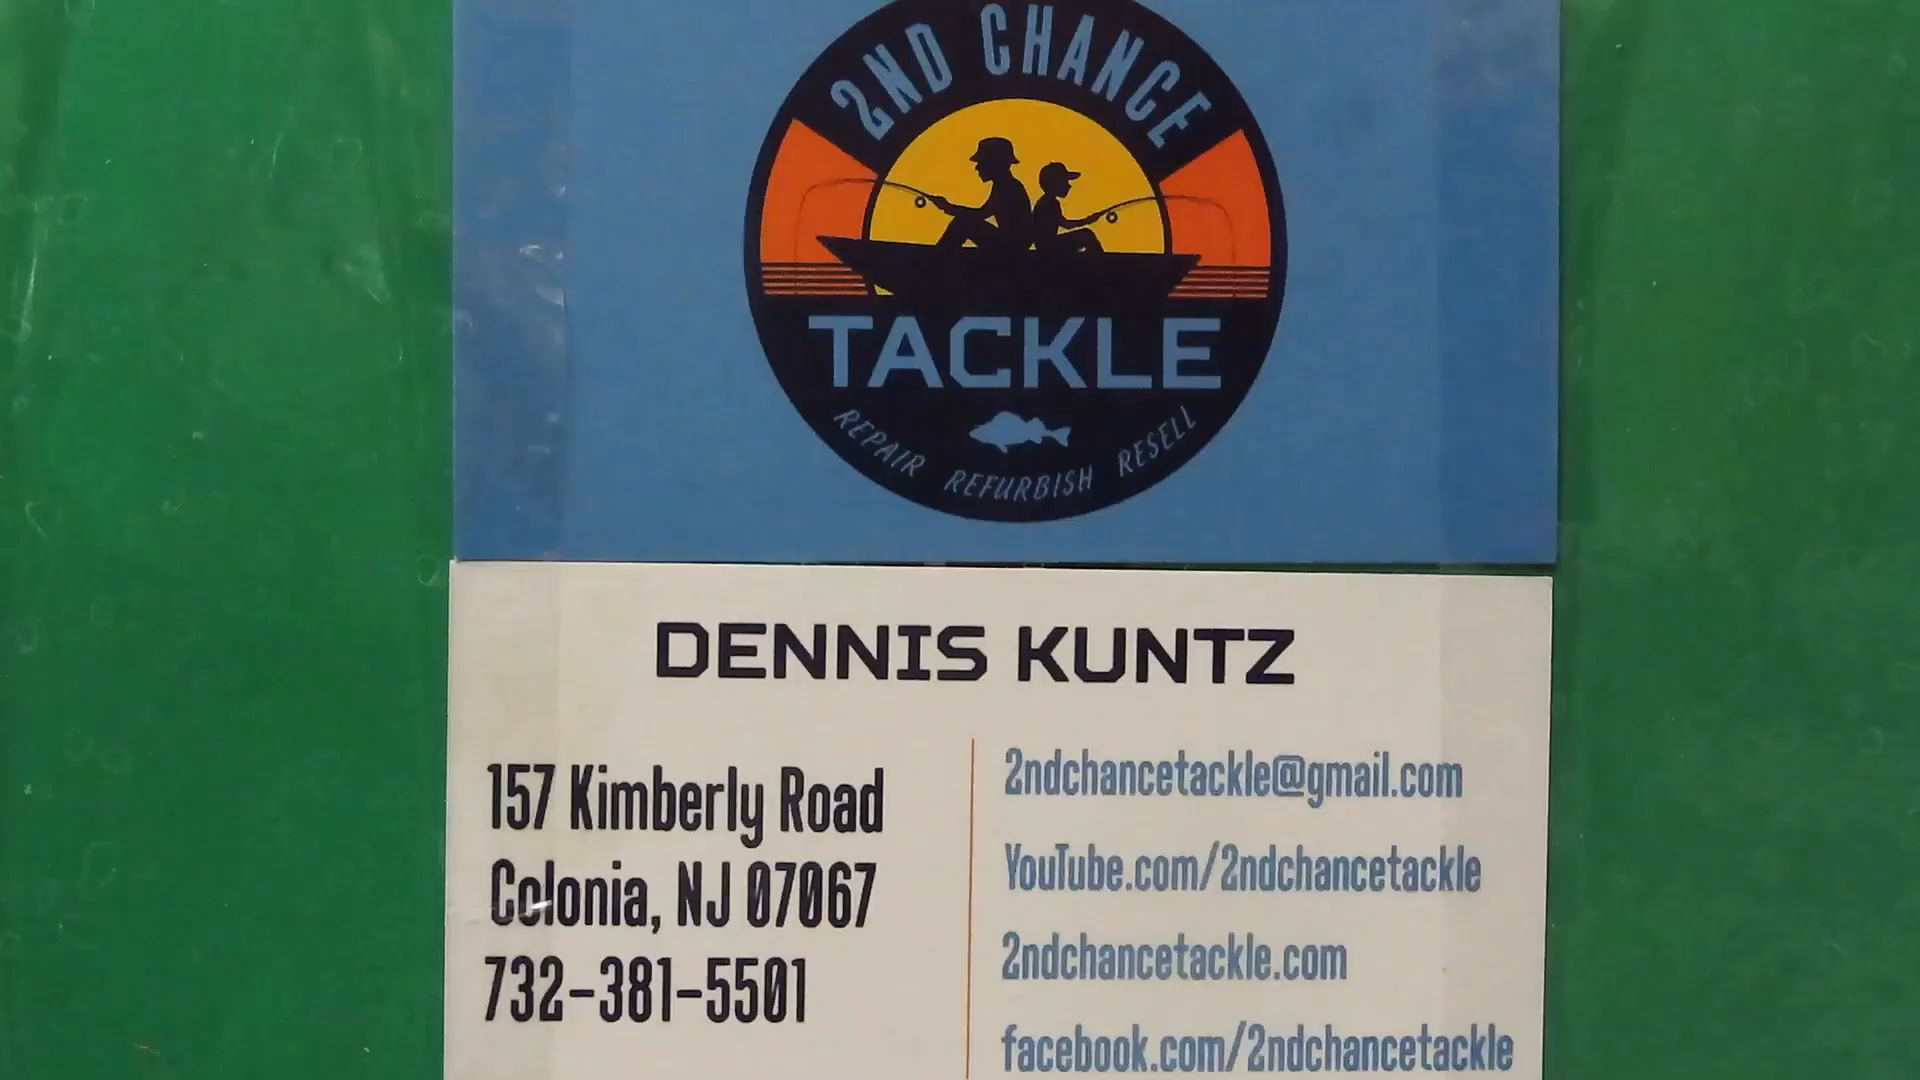 2ND CHANCE
TACKLE
REPAIR REFURBISH RESELL
DENNIS KUNTZ
157 Kimberly Road
Colonia, NJ 07067
732-381-5501
2ndchancetackle@gmail.com
YouTube.com/2ndchancetackle
2ndchancetackle.com
facebook.com/2ndchancetackle